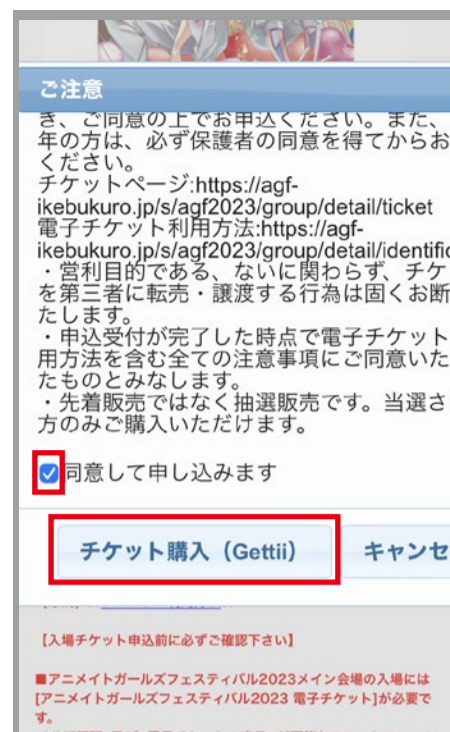 ご注意
き、ご同意の上でお申込ください。また、
年の方は、必ず保護者の同意を得てからお
ください。
チケットページ:https://agf-
ikebukuro.jp/s/agf2023/group/detail/ticket
電子チケット利用方法:https://agf-
ikebukuro.jp/s/agf2023/group/detail/identific
・営利目的である、ないに関わらず、チケ
を第三者に転売・譲渡する行為は固くお断
たします。
・申込受付が完了した時点で電子チケット
用方法を含む全ての注意事項にご同意いた
たものとみなします。
・先着販売ではなく抽選販売です。当選さ
方のみご購入いただけます。
同意して申し込みます
チケット購入（Gettii） キャンセ
【入場チケット申込前に必ずご確認下さい】
■アニメイトガールズフェスティバル2023メイン会場の入場には
[アニメイトガールズフェスティバル2023 電子チケット]が必要で
す。